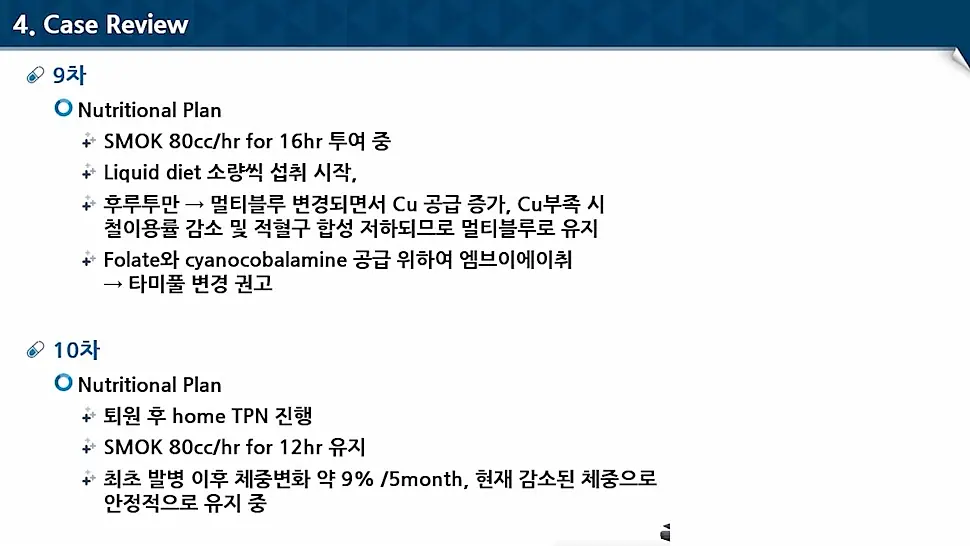 4. Case Review
9차
Nutritional Plan
SMOK 80cc/hr for 16hr 투여 중
Liquid diet 소량씩 섭취 시작,
후루투만 → 멀티블루 변경되면서 Cu 공급 증가, Cu부족 시
철이용률 감소 및 적혈구 합성 저하되므로 멀티블루로 유지
Folate와 cyanocobalamine 공급 위하여 엠브이에이취
→ 타미풀 변경 권고
10차
Nutritional Plan
퇴원 후 home TPN 진행
SMOK 80cc/hr for 12hr 유지
최초 발병 이후 체중변화 약 9% /5month, 현재 감소된 체중으로
안정적으로 유지 중